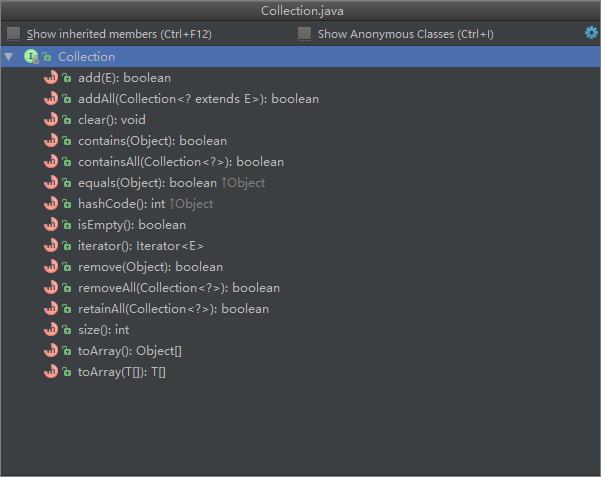 Collection.java
Show inherited members (Ctrl+F12) Show Anonymous Classes (Ctrl+I)
Collection
add(E): boolean
addAll(Collection<? extends E>): boolean
clear(): void
contains(Object): boolean
containsAll(Collection<?>): boolean
equals(Object): boolean ↑Object
hashCode(): int ↑Object
isEmpty(): boolean
iterator(): Iterator<E>
remove(Object): boolean
removeAll(Collection<?>): boolean
retainAll(Collection<?>): boolean
size(): int
toArray(): Object[]
toArray(T[]): T[]